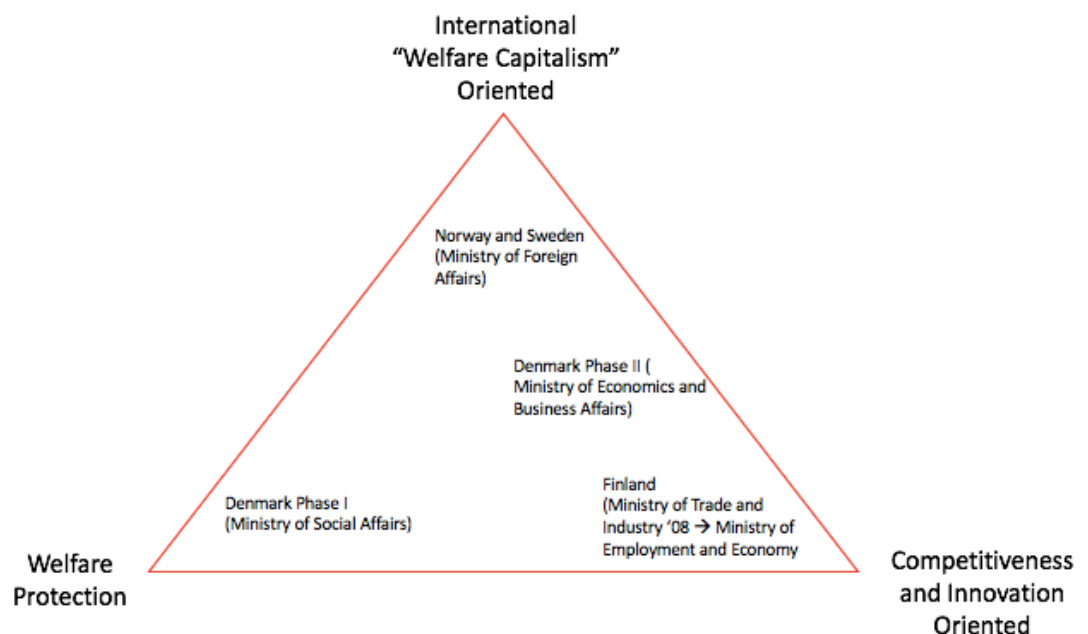 International
“Welfare Capitalism”
Oriented
Norway and Sweden
(Ministry of Foreign
Affairs)
Denmark Phase II (
Ministry of Economics and
Business Affairs)
Denmark Phase I
(Ministry of Social Affairs)
Finland
(Ministry of Trade and
Industry ‘08 → Ministry of
Employment and Economy
Welfare
Protection
Competitiveness
and Innovation
Oriented